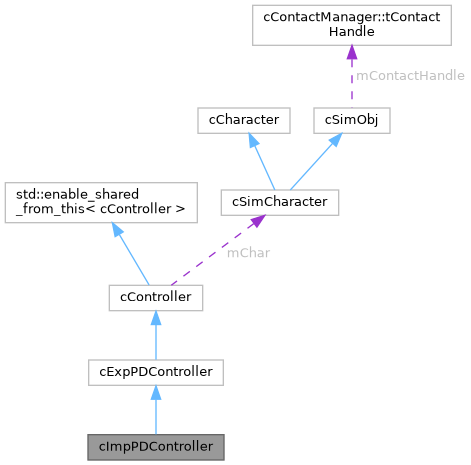 cContactManager::tContact
Handle
mContactHandle
cCharacter
cSimObj
std::enable_shared
_from_this< cController >
cSimCharacter
mChar
cController
cExpPDController
cImpPDController